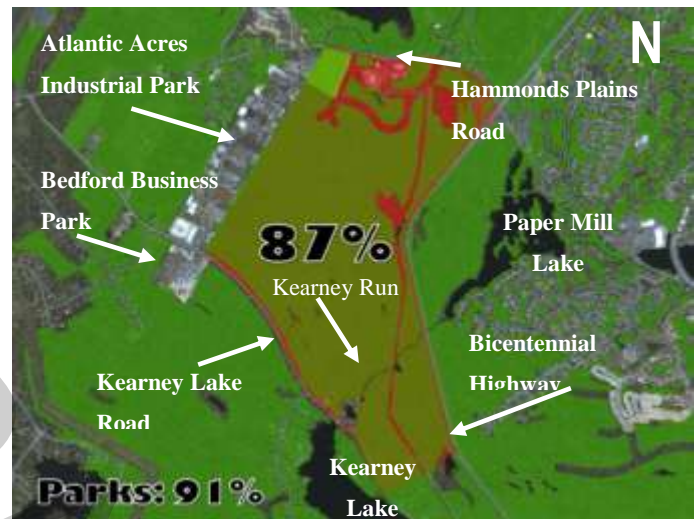 Atlantic Acres
Industrial Park
N
Hammonds Plains
Road
Bedford Business
Park
Paper Mill
Lake
87%
Kearney Run
Bicentennial
Highway
Kearney Lake
Road
Kearney
Lake
Parks: 91%